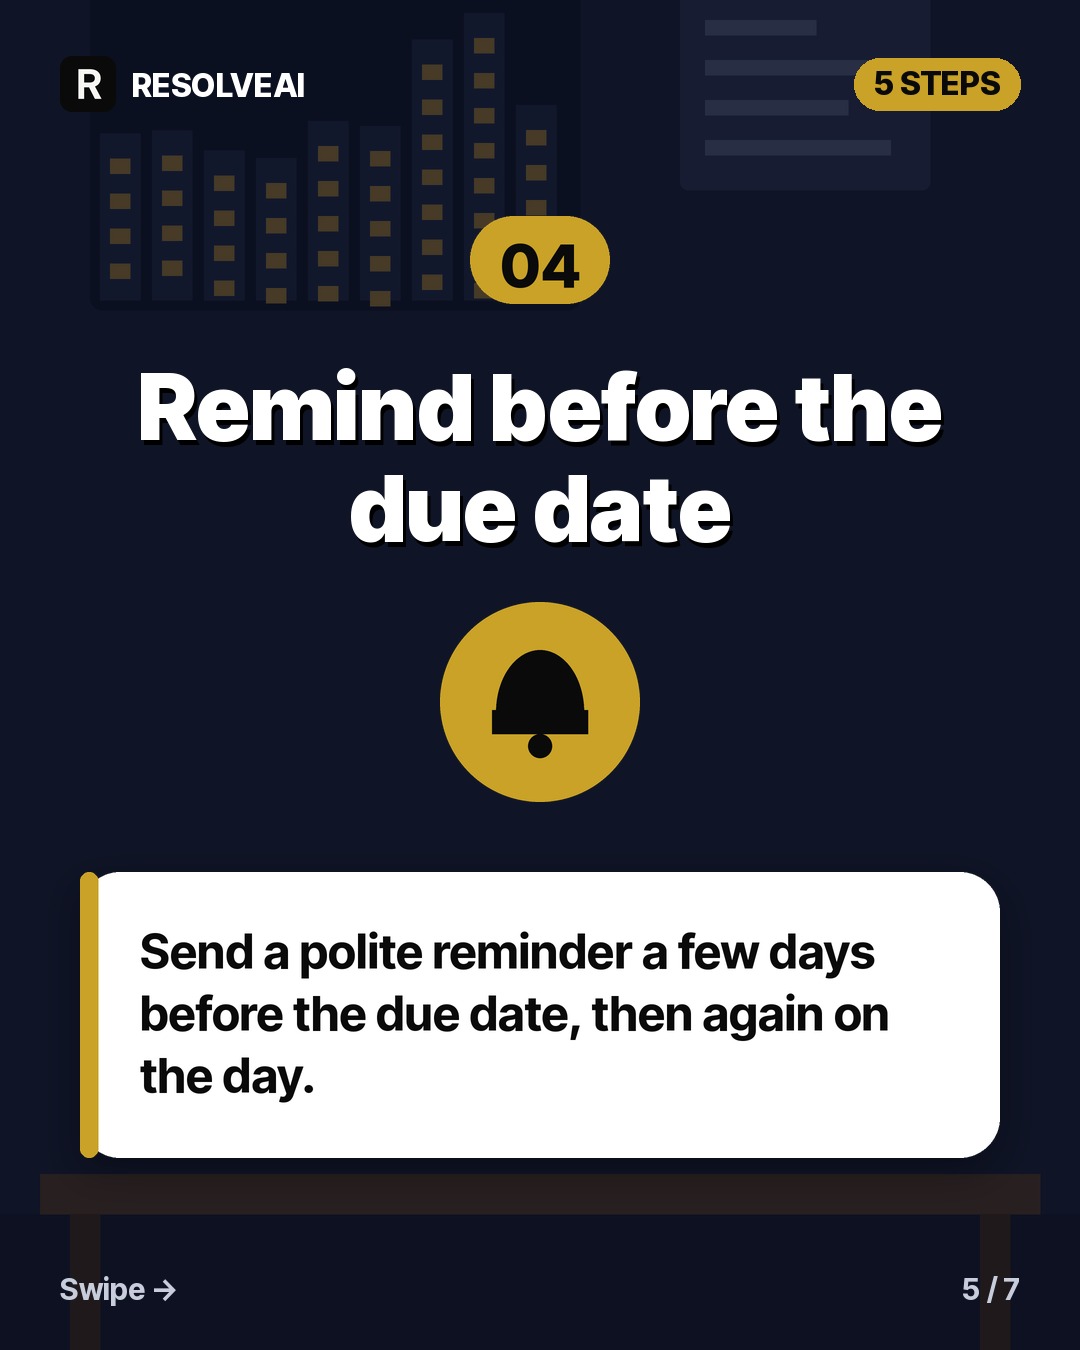 R RESOLVEAI
5 STEPS
04
Remind before the
due date
Send a polite reminder a few days
before the due date, then again on
the day.
Swipe →
5 / 7